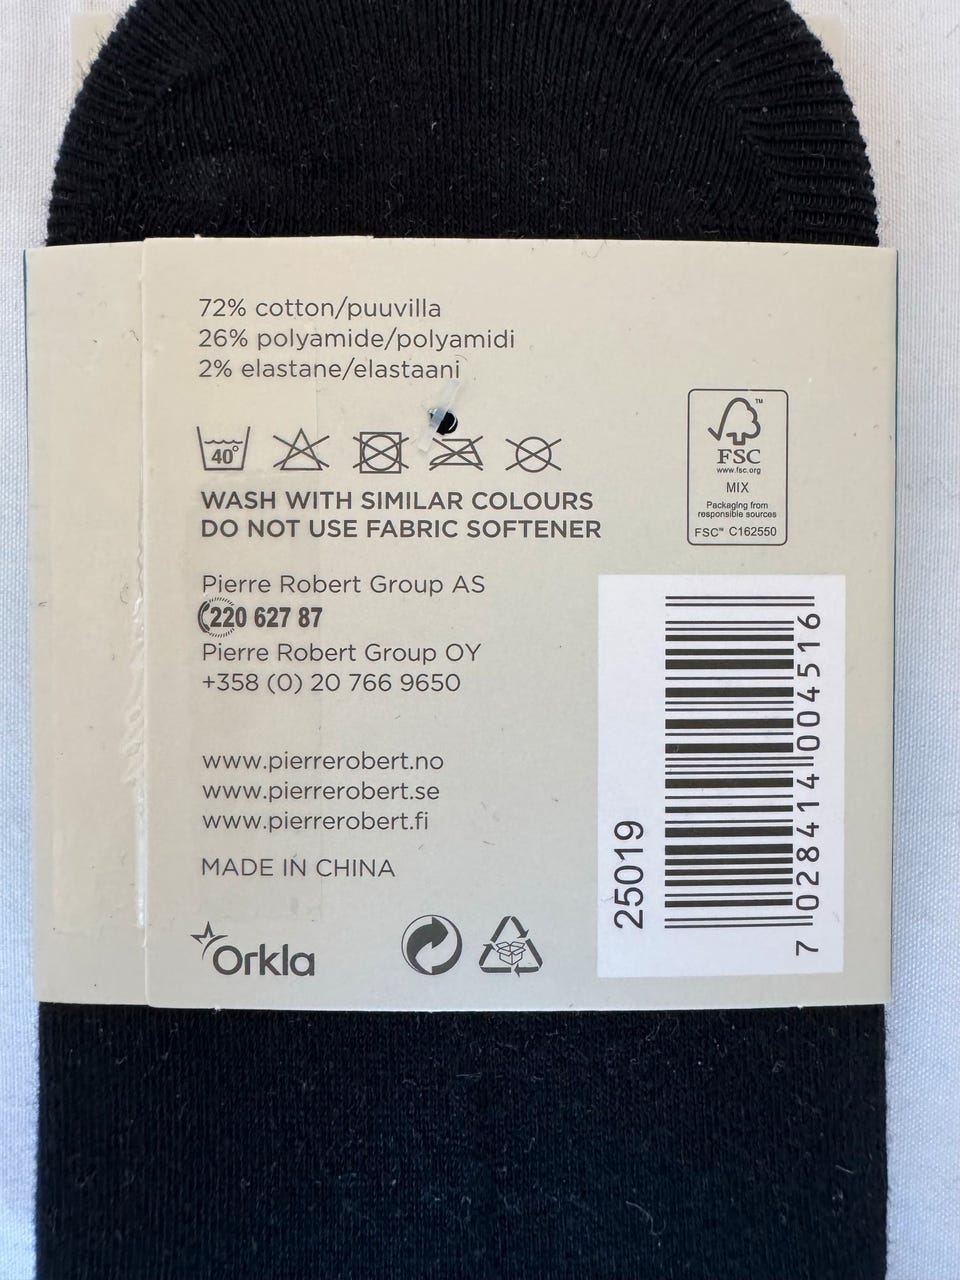 72% cotton/puuvilla
26% polyamide/polyamidi
2% elastane/elastaani
40°
WASH WITH SIMILAR COLOURS
DO NOT USE FABRIC SOFTENER
FSC™
www.fsc.org
MIX
Packaging from
responsible sources
FSC™ C162550
Pierre Robert Group AS
220 627 87
Pierre Robert Group OY
+358 (0) 20 766 9650
www.pierrerobert.no
www.pierrerobert.se
www.pierrerobert.fi
MADE IN CHINA
Orkla
25019
7 028414 004516